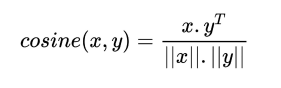 cosine(x, y) = x.y^T / ||x||.||y||